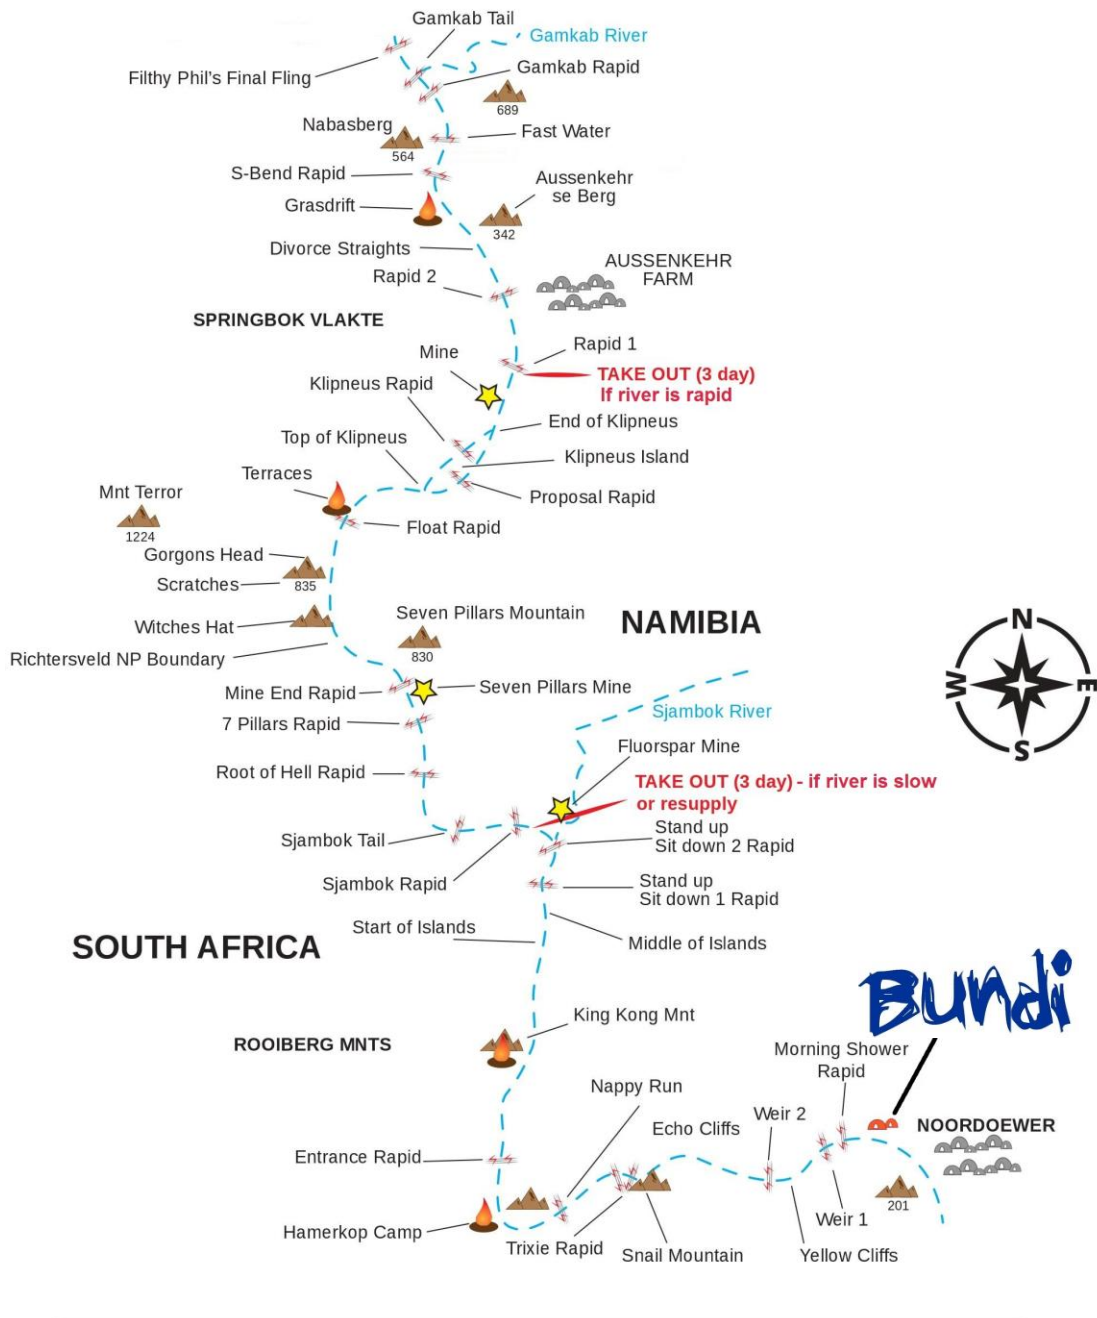 Gamkab Tail
Gamkab River
Filthy Phil's Final Fling
Gamkab Rapid
689
Nabasberg
564
Fast Water
S-Bend Rapid
Aussenkehr
se Berg
342
Grasdrift
Divorce Straights
AUSSENKEHR
FARM
Rapid 2
SPRINGBOK VLAKTE
Rapid 1
Mine
TAKE OUT (3 day)
If river is rapid
Klipneus Rapid
End of Klipneus
Top of Klipneus
Klipneus Island
Terraces
Proposal Rapid
Mnt Terror
1224
Float Rapid
Gorgons Head
835
Scratches
Seven Pillars Mountain
830
NAMIBIA
N
W
E
S
Witches Hat
Richtersveld NP Boundary
Mine End Rapid
Seven Pillars Mine
Sjambok River
7 Pillars Rapid
Fluorspar Mine
Root of Hell Rapid
TAKE OUT (3 day) - if river is slow
or resupply
Stand up
Sit down 2 Rapid
Sjambok Tail
Sjambok Rapid
Stand up
Sit down 1 Rapid
Start of Islands
SOUTH AFRICA
Middle of Islands
Bundi
King Kong Mnt
ROOIBERG MNTS
Morning Shower
Rapid
Nappy Run
Weir 2
Echo Cliffs
NOORDOEWER
Entrance Rapid
201
Hamerkop Camp
Trixie Rapid
Snail Mountain
Weir 1
Yellow Cliffs